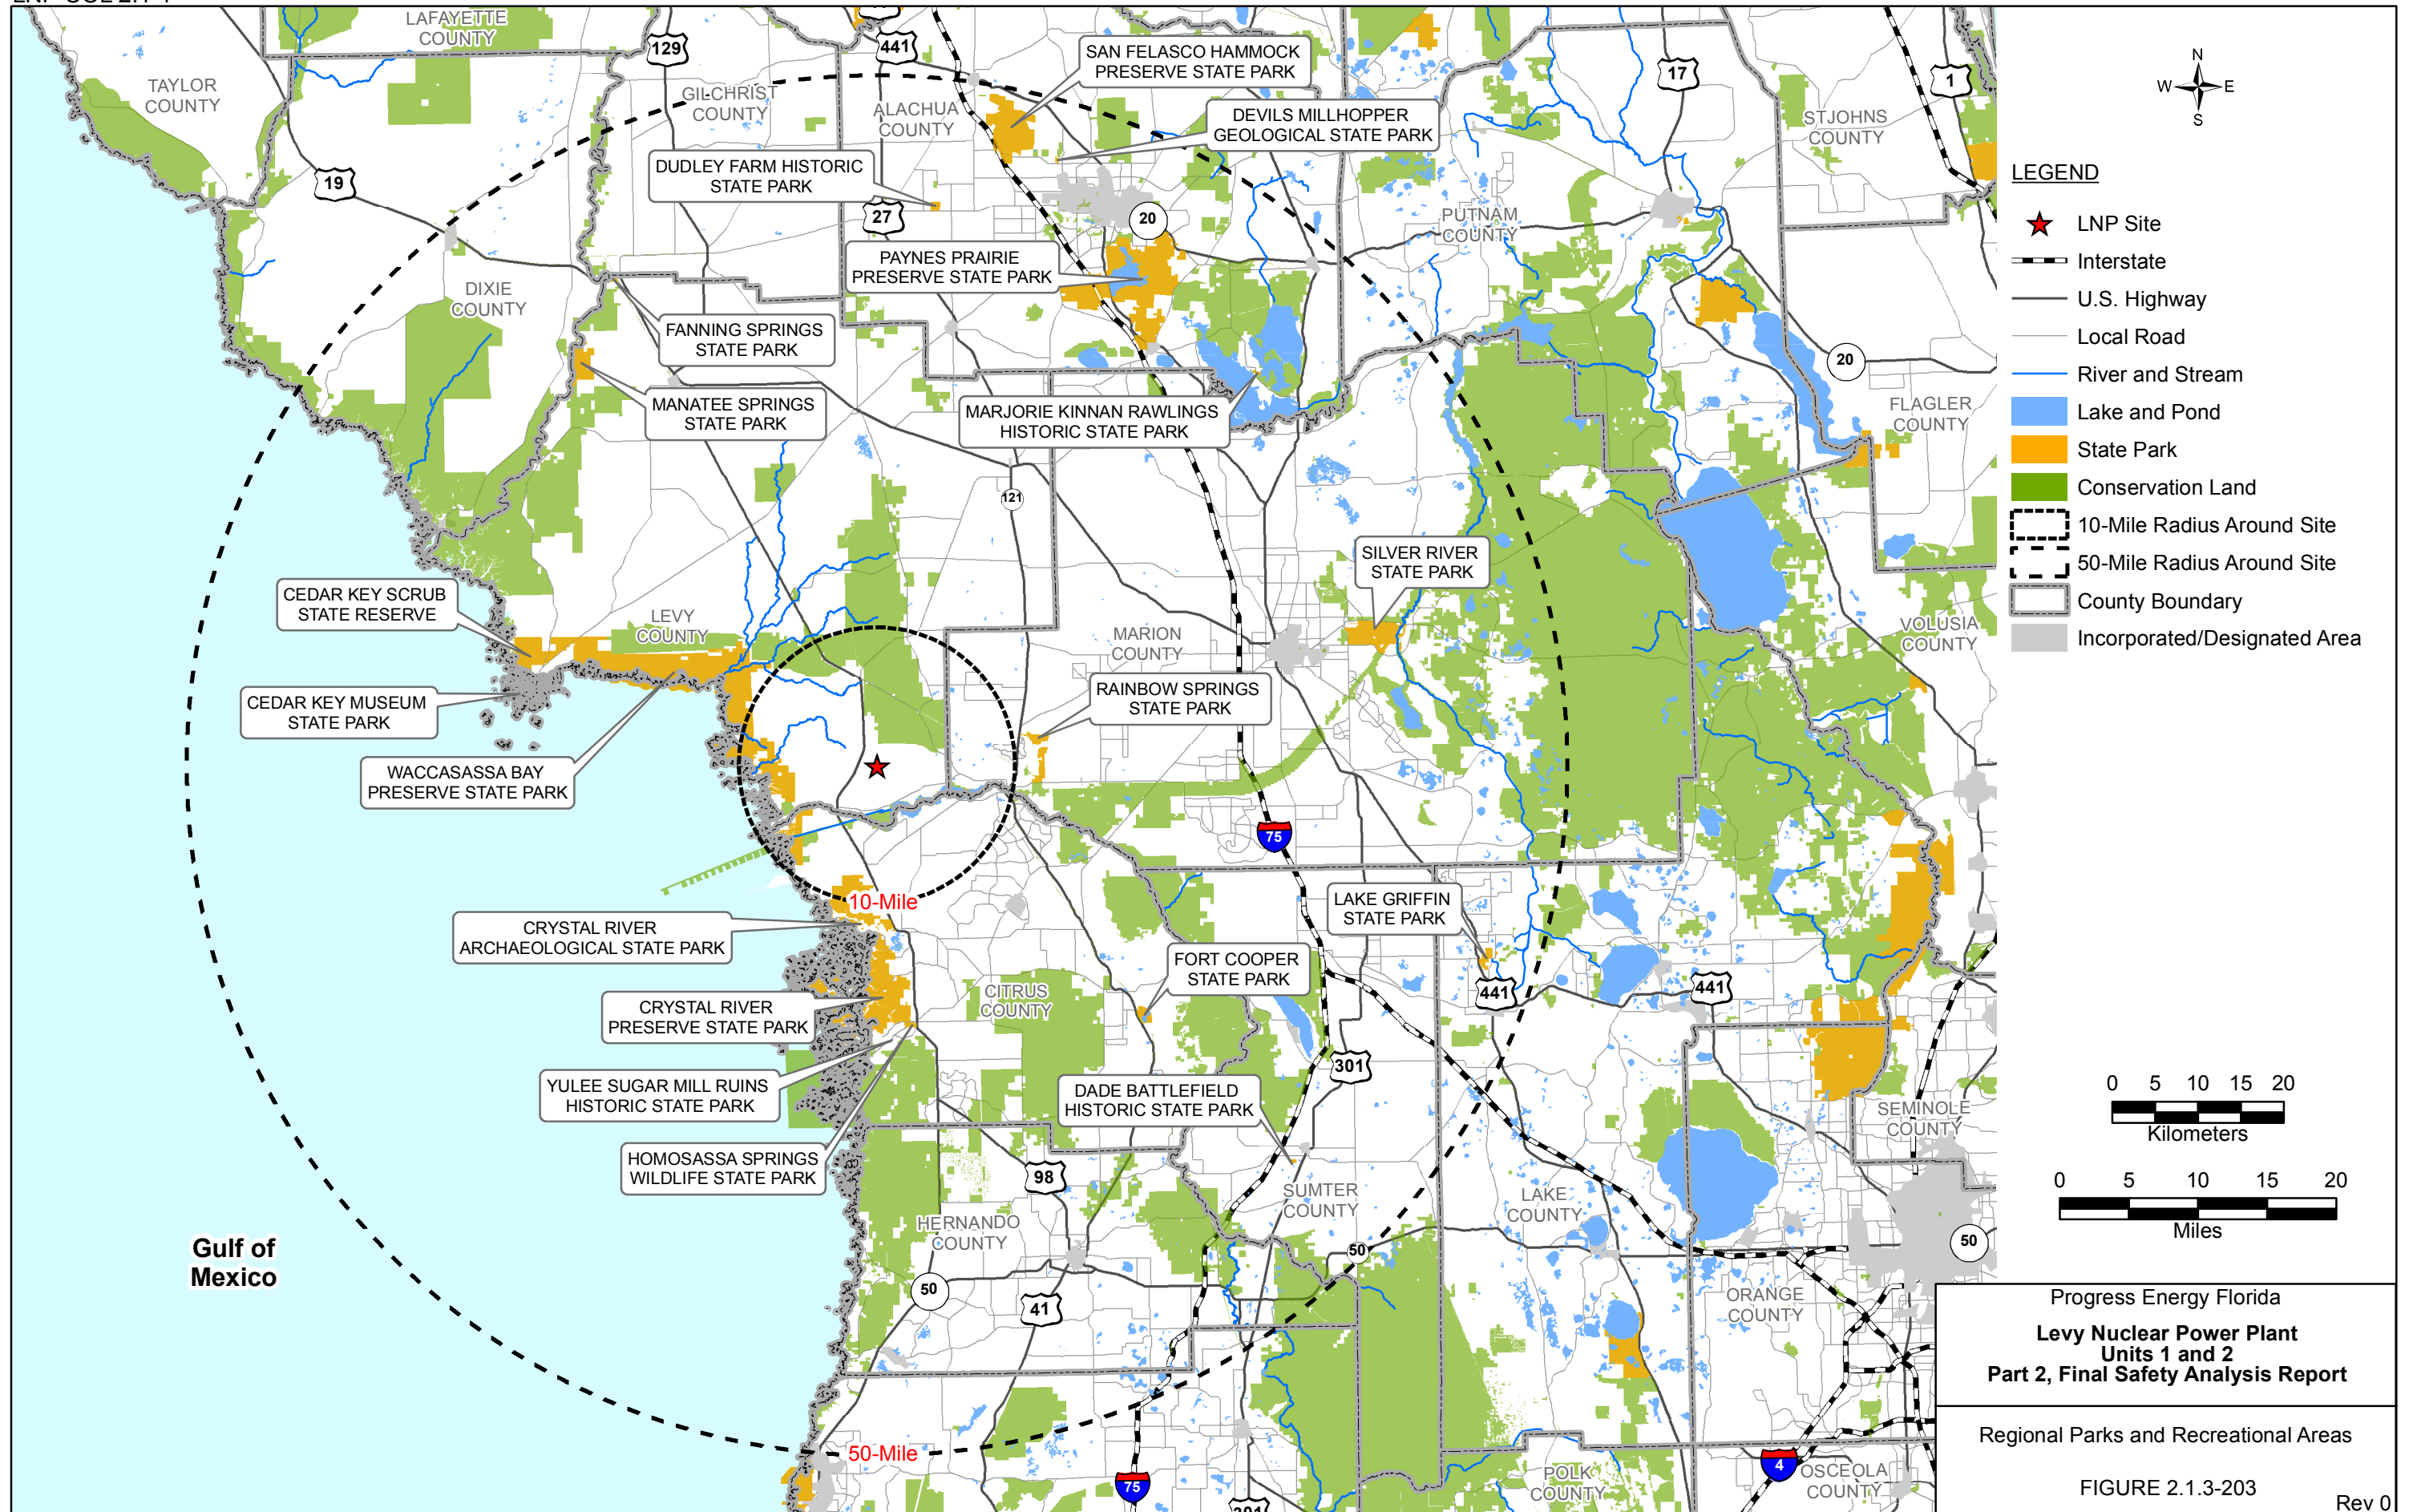 LAFAYETTE
COUNTY
TAYLOR
COUNTY
129
441
GILCHRIST
COUNTY
ALACHUA
COUNTY
SAN FELASCO HAMMOCK
PRESERVE STATE PARK
DEVILS MILLHOPPER
GEOLOGICAL STATE PARK
17
1
STJOHNS
COUNTY
19
DUDLEY FARM HISTORIC
STATE PARK
27
20
PUTNAM
COUNTY
PAYNES PRAIRIE
PRESERVE STATE PARK
DIXIE
COUNTY
FANNING SPRINGS
STATE PARK
20
MANATEE SPRINGS
STATE PARK
MARJORIE KINNAN RAWLINGS
HISTORIC STATE PARK
FLAGLER
COUNTY
121
SILVER RIVER
STATE PARK
CEDAR KEY SCRUB
STATE RESERVE
LEVY
COUNTY
MARION
COUNTY
VOLUSIA
COUNTY
CEDAR KEY MUSEUM
STATE PARK
RAINBOW SPRINGS
STATE PARK
WACCASASSA BAY
PRESERVE STATE PARK
75
10-Mile
LAKE GRIFFIN
STATE PARK
CRYSTAL RIVER
ARCHAEOLOGICAL STATE PARK
FORT COOPER
STATE PARK
441
441
CITRUS
COUNTY
CRYSTAL RIVER
PRESERVE STATE PARK
301
YULEE SUGAR MILL RUINS
HISTORIC STATE PARK
DADE BATTLEFIELD
HISTORIC STATE PARK
SEMINOLE
COUNTY
HOMOSASSA SPRINGS
WILDLIFE STATE PARK
98
SUMTER
COUNTY
LAKE
COUNTY
HERNANDO
COUNTY
Gulf of
Mexico
50
50
50
41
ORANGE
COUNTY
50-Mile
75
4
POLK
COUNTY
OSCEOLA
COUNTY
N
W E
S
LEGEND
LNP Site
Interstate
U.S. Highway
Local Road
River and Stream
Lake and Pond
State Park
Conservation Land
10-Mile Radius Around Site
50-Mile Radius Around Site
County Boundary
Incorporated/Designated Area
0 5 10 15 20
Kilometers
0 5 10 15 20
Miles
Progress Energy Florida
Levy Nuclear Power Plant
Units 1 and 2
Part 2, Final Safety Analysis Report
Regional Parks and Recreational Areas
FIGURE 2.1.3-203
Rev 0